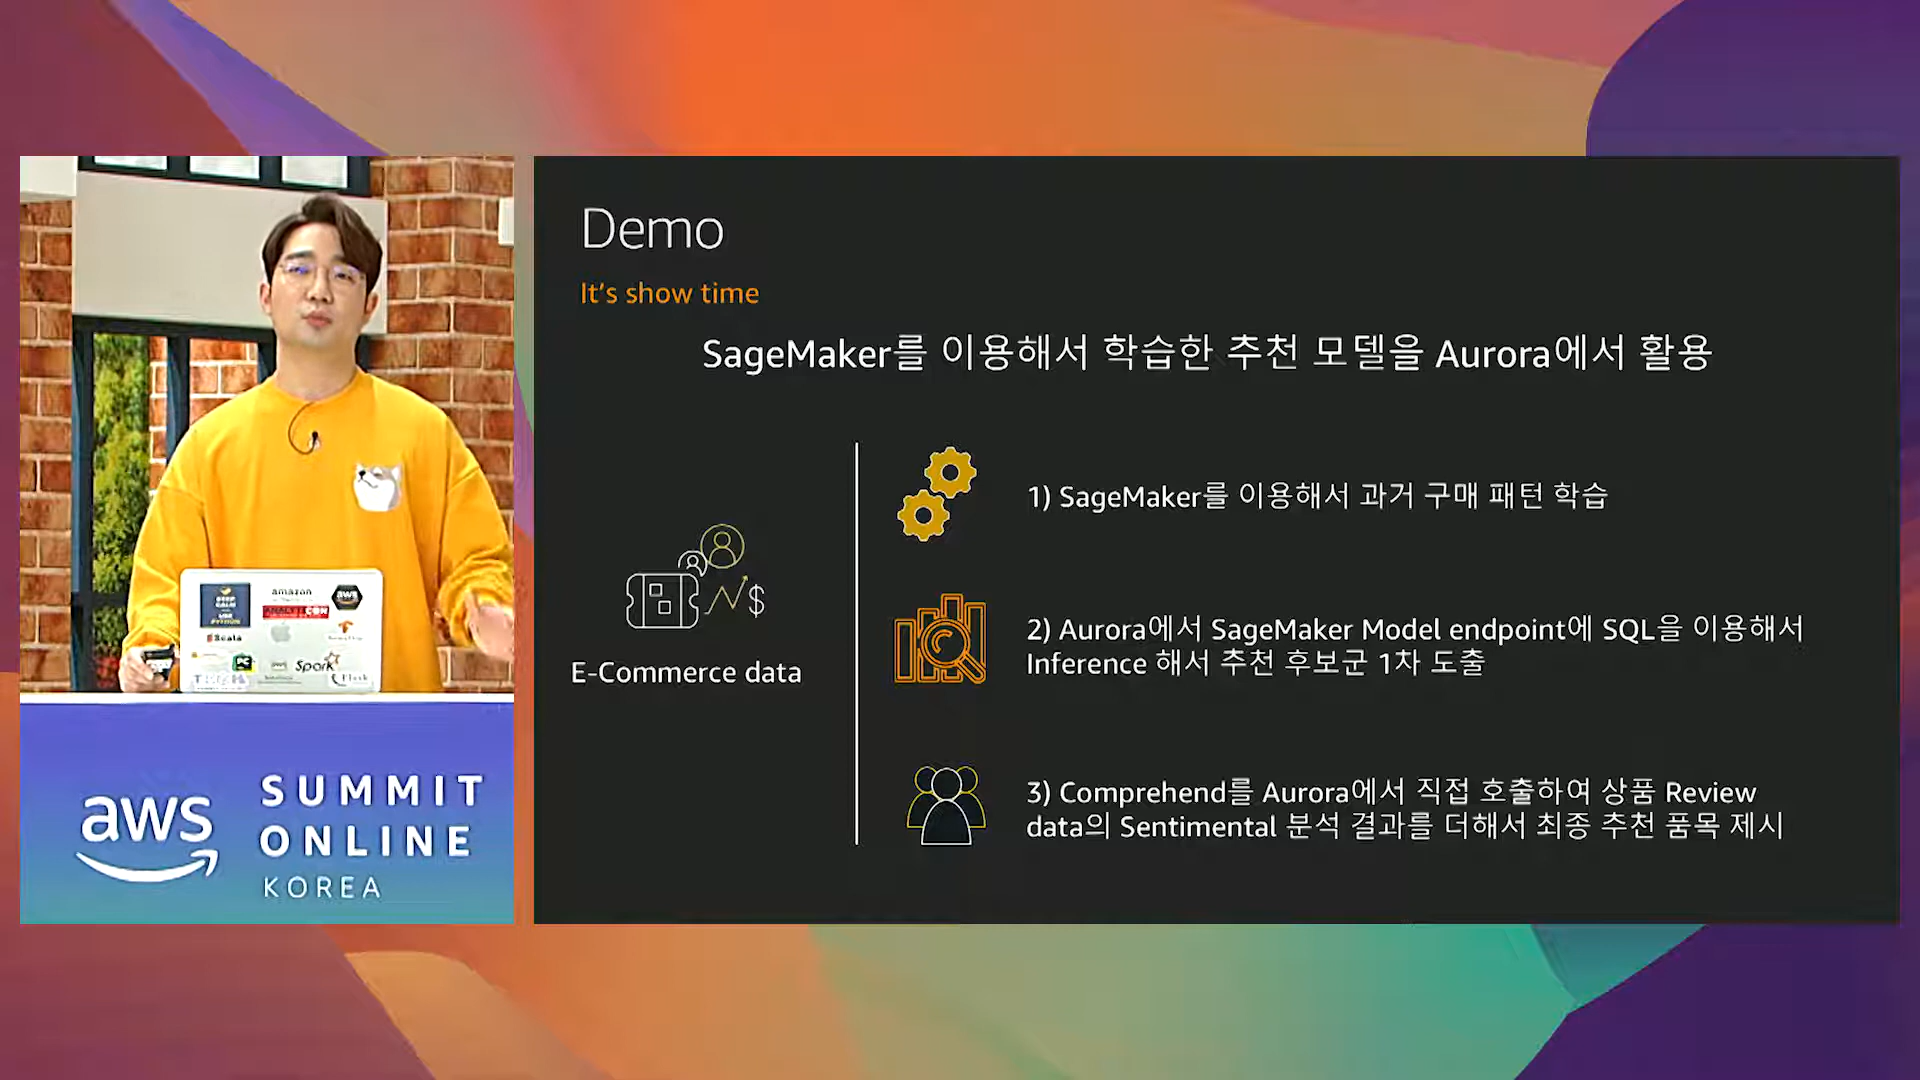 Demo
It's show time
SageMaker를 이용해서 학습한 추천 모델을 Aurora에서 활용
E-Commerce data
1) SageMaker를 이용해서 과거 구매 패턴 학습
2) Aurora에서 SageMaker Model endpoint에 SQL을 이용해서
Inference 해서 추천 후보군 1차 도출
3) Comprehend를 Aurora에서 직접 호출하여 상품 Review
data의 Sentimental 분석 결과를 더해서 최종 추천 품목 제시
amazon
aws
Scala
Spark
aws
SUMMIT
ONLINE
KOREA